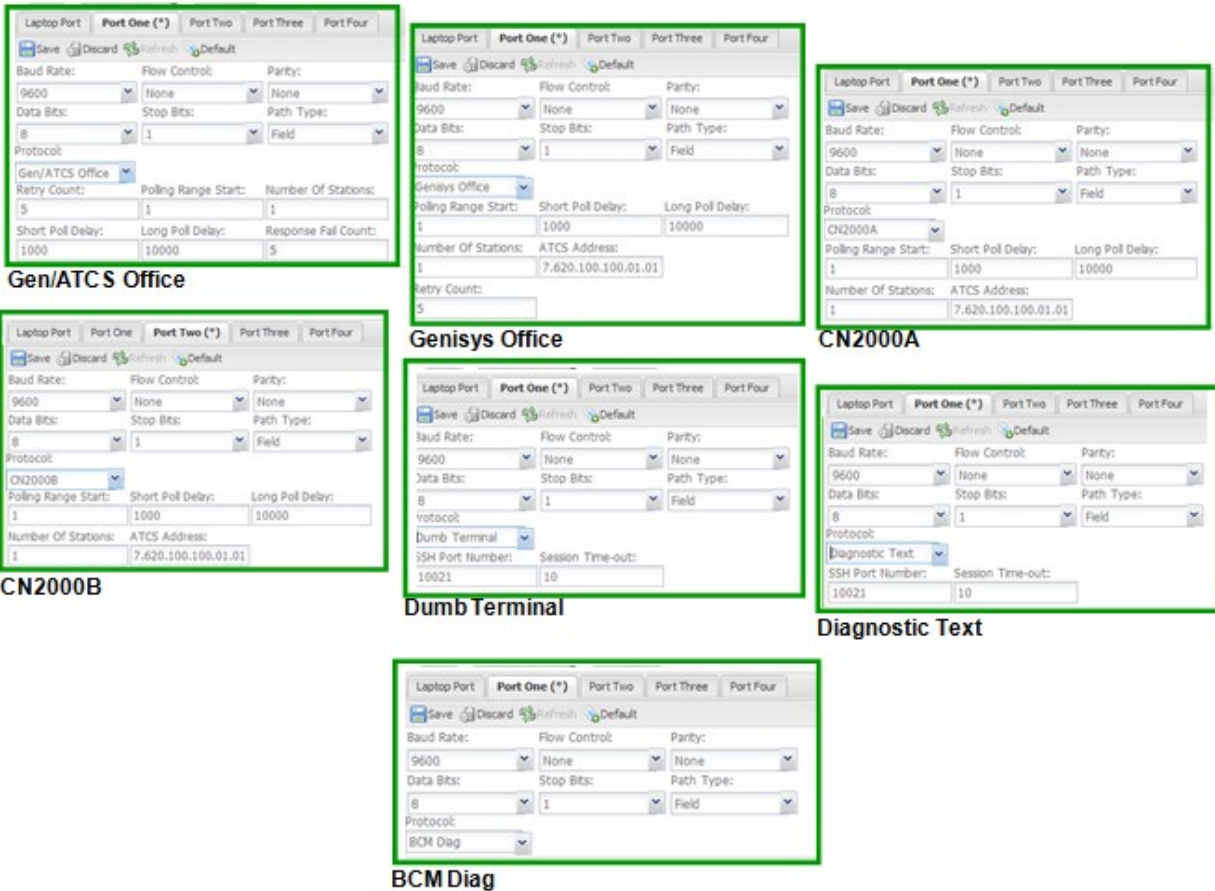 Laptop Port Port One (*) Port Two Port Three Port Four
Save Discard Refresh Default
Baud Rate: Flow Control: Parity:
9600 None None
Data Bits: Stop Bits: Path Type:
8 1 Field
Protocol:
Gen/ATCS Office
Retry Count: Polling Range Start: Number Of Stations:
5 1 1
Short Poll Delay: Long Poll Delay: Response Fail Count:
1000 10000 5
Gen/ATCS Office
Laptop Port Port One (*) Port Two Port Three Port Four
Save Discard Refresh Default
Baud Rate: Flow Control: Parity:
9600 None None
Data Bits: Stop Bits: Path Type:
8 1 Field
Protocol:
Genisys Office
Polling Range Start: Short Poll Delay: Long Poll Delay:
1 1000 10000
Number Of Stations: ATCS Address:
1 7.620.100.100.01.01
Retry Count:
5
Genisys Office
Laptop Port Port One (*) Port Two Port Three Port Four
Save Discard Refresh Default
Baud Rate: Flow Control: Parity:
9600 None None
Data Bits: Stop Bits: Path Type:
8 1 Field
Protocol:
CN2000A
Polling Range Start: Short Poll Delay: Long Poll Delay:
1 1000 10000
Number Of Stations: ATCS Address:
1 7.620.100.100.01.01
CN2000A
Laptop Port Port One Port Two (*) Port Three Port Four
Save Discard Refresh Default
Baud Rate: Flow Control: Parity:
9600 None None
Data Bits: Stop Bits: Path Type:
8 1 Field
Protocol:
CN2000B
Polling Range Start: Short Poll Delay: Long Poll Delay:
1 1000 10000
Number Of Stations: ATCS Address:
1 7.620.100.100.01.01
CN2000B
Laptop Port Port One (*) Port Two Port Three Port Four
Save Discard Refresh Default
Baud Rate: Flow Control: Parity:
9600 None None
Data Bits: Stop Bits: Path Type:
8 1 Field
Protocol:
Dumb Terminal
SSH Port Number: Session Time-out:
10021 10
Dumb Terminal
Laptop Port Port One (*) Port Two Port Three Port Four
Save Discard Refresh Default
Baud Rate: Flow Control: Parity:
9600 None None
Data Bits: Stop Bits: Path Type:
8 1 Field
Protocol:
Diagnostic Text
SSH Port Number: Session Time-out:
10021 10
Diagnostic Text
Laptop Port Port One (*) Port Two Port Three Port Four
Save Discard Refresh Default
Baud Rate: Flow Control: Parity:
9600 None None
Data Bits: Stop Bits: Path Type:
8 1 Field
Protocol:
BCM Diag
BCM Diag